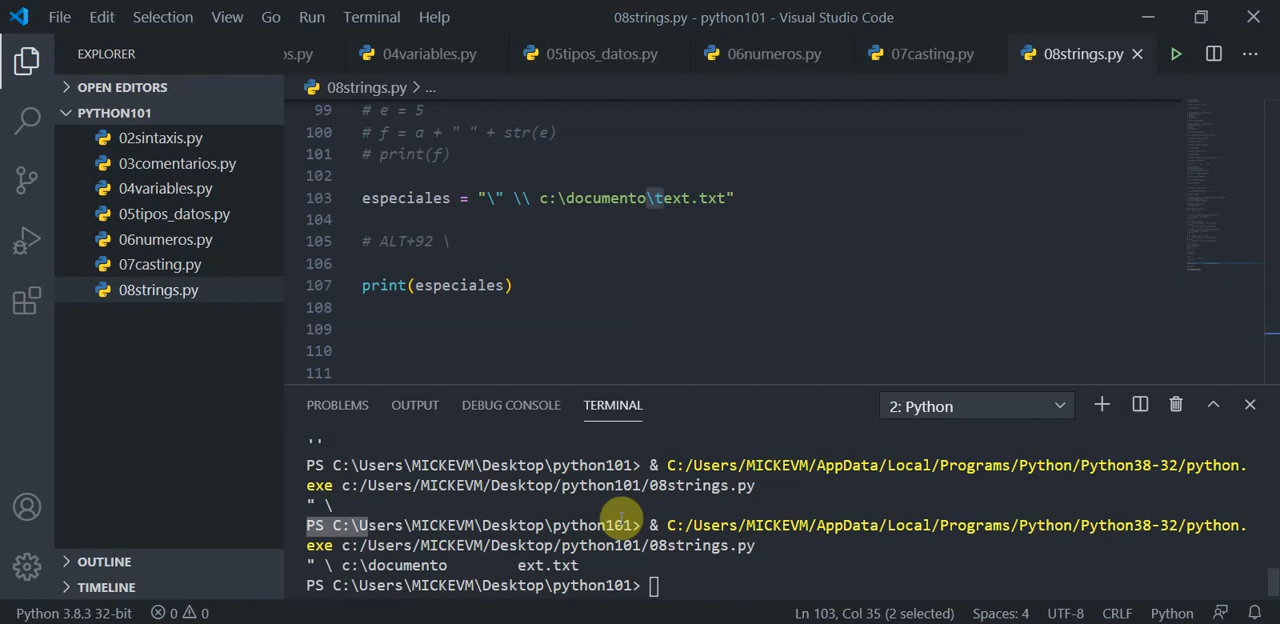 File Edit Selection View Go Run Terminal Help
08strings.py - python101 - Visual Studio Code
EXPLORER
OPEN EDITORS
PYTHON101
02sintaxis.py
03comentarios.py
04variables.py
05tipos_datos.py
06numeros.py
07casting.py
08strings.py
OUTLINE
TIMELINE
os.py 04variables.py 05tipos_datos.py 06numeros.py 07casting.py 08strings.py
08strings.py > ...
99 # e = 5
100 # f = a + " " + str(e)
101 # print(f)
102
103 especiales = "\" \\ c:\documento\text.txt"
104
105 # ALT+92 \
106
107 print(especiales)
108
109
110
111
PROBLEMS OUTPUT DEBUG CONSOLE TERMINAL 2: Python
''
PS C:\Users\MICKEVM\Desktop\python101> & C:/Users/MICKEVM/AppData/Local/Programs/Python/Python38-32/python.
exe c:/Users/MICKEVM/Desktop/python101/08strings.py
" \
PS C:\Users\MICKEVM\Desktop\python101> & C:/Users/MICKEVM/AppData/Local/Programs/Python/Python38-32/python.
exe c:/Users/MICKEVM/Desktop/python101/08strings.py
" \ c:\documento ext.txt
PS C:\Users\MICKEVM\Desktop\python101>
Python 3.8.3 32-bit 0 0 Ln 103, Col 35 (2 selected) Spaces: 4 UTF-8 CRLF Python